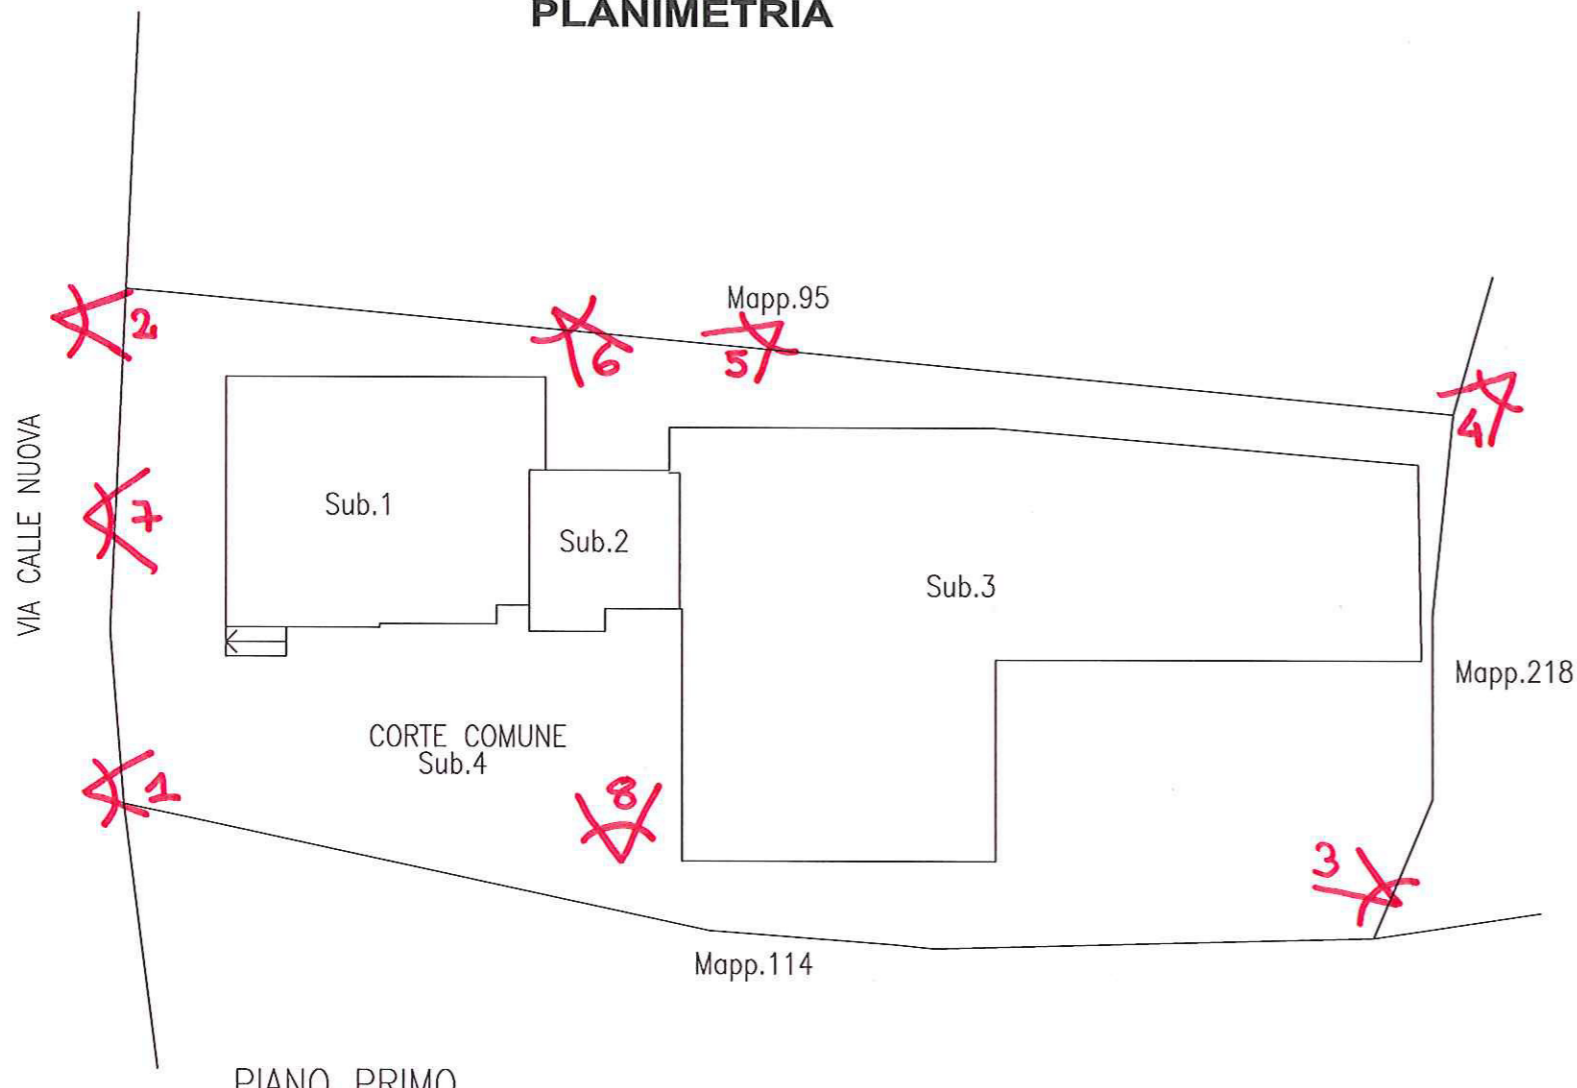 PLANIMETRIA
Mapp.95
2
6
5
4
VIA CALLE NUOVA
7
Sub.1
Sub.2
Sub.3
Mapp.218
CORTE COMUNE
Sub.4
1
8
3
Mapp.114
PIANO PRIMO